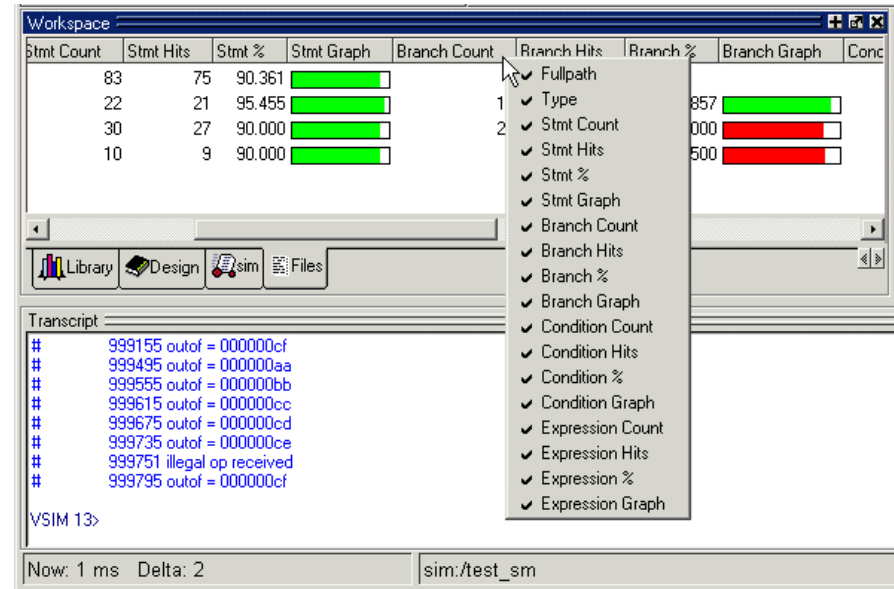 Workspace
Stmt Count Stmt Hits Stmt % Stmt Graph Branch Count Branch Hits Branch % Branch Graph Cond
83 75 90.361
22 21 95.455 1 857
30 27 90.000 2 000
10 9 90.000 500
Fullpath
Type
Stmt Count
Stmt Hits
Stmt %
Stmt Graph
Branch Count
Branch Hits
Branch %
Branch Graph
Condition Count
Condition Hits
Condition %
Condition Graph
Expression Count
Expression Hits
Expression %
Expression Graph
Library Design sim Files
Transcript
# 999155 outof = 000000cf
# 999495 outof = 000000aa
# 999555 outof = 000000bb
# 999615 outof = 000000cc
# 999675 outof = 000000cd
# 999735 outof = 000000ce
# 999751 illegal op received
# 999795 outof = 000000cf
VSIM 13>
Now: 1 ms Delta: 2 sim:/test_sm